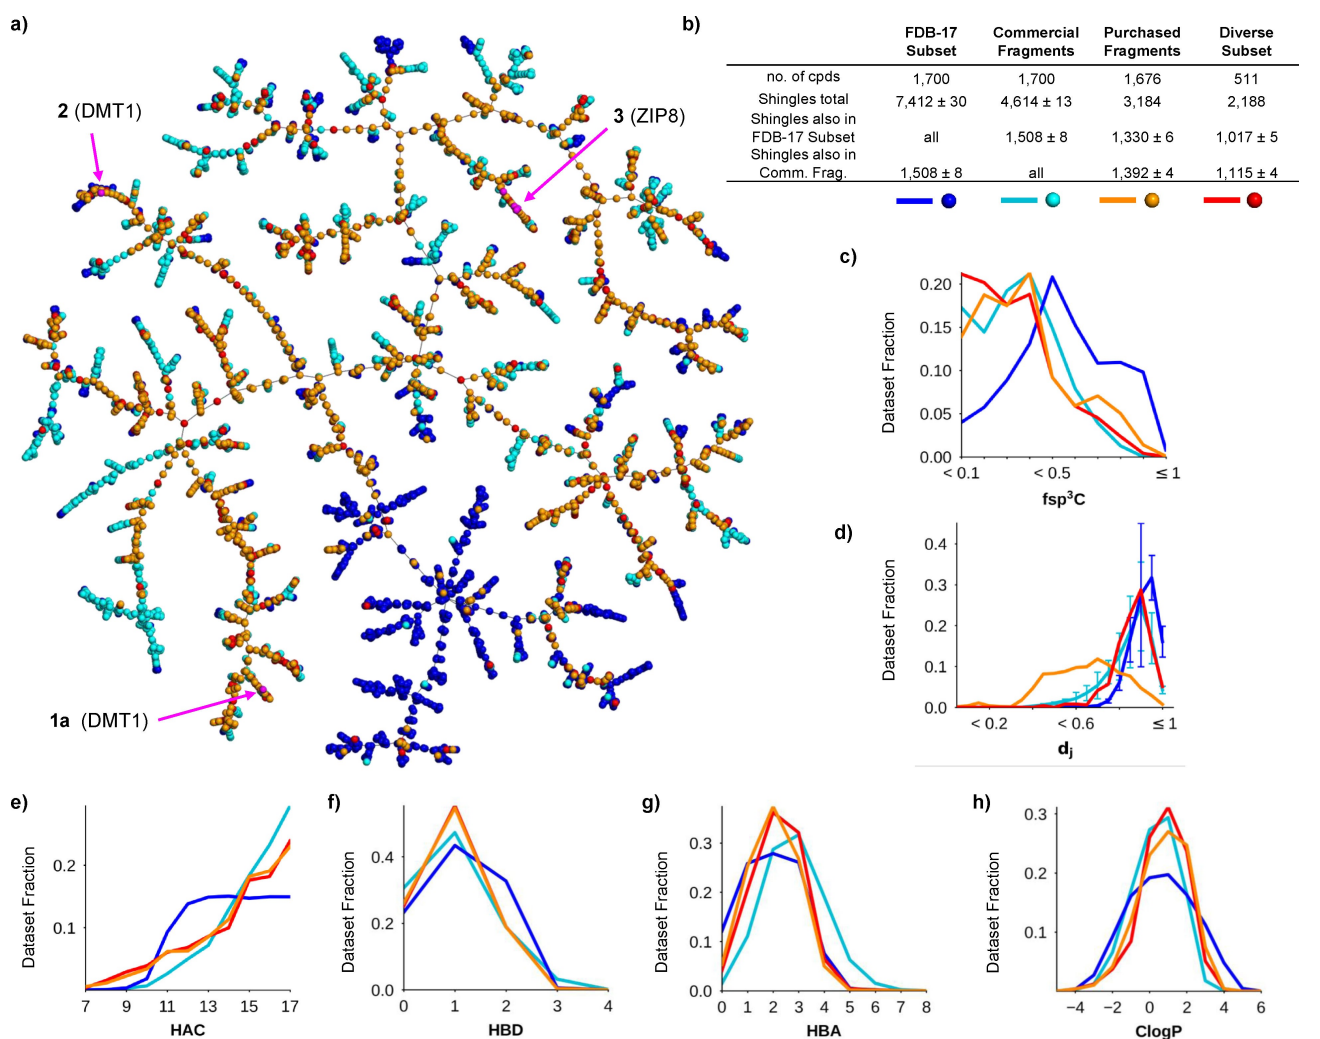 a)
2 (DMT1)
3 (ZIP8)
1a (DMT1)
b)
FDB-17 Subset Commercial Fragments Purchased Fragments Diverse Subset
no. of cpds 1,700 1,700 1,676 511
Shingles total 7,412 ± 30 4,614 ± 13 3,184 2,188
Shingles also in
FDB-17 Subset all 1,508 ± 8 1,330 ± 6 1,017 ± 5
Shingles also in
Comm. Frag. 1,508 ± 8 all 1,392 ± 4 1,115 ± 4
c)
Dataset Fraction
0.20
0.15
0.10
0.05
0.00
< 0.1 < 0.5 ≤ 1
fsp³C
d)
Dataset Fraction
0.4
0.3
0.2
0.1
0.0
< 0.2 < 0.6 ≤ 1
dj
e)
Dataset Fraction
0.2
0.1
7 9 11 13 15 17
HAC
f)
Dataset Fraction
0.4
0.2
0.0
0 1 2 3 4
HBD
g)
Dataset Fraction
0.3
0.2
0.1
0.0
0 1 2 3 4 5 6 7 8
HBA
h)
Dataset Fraction
0.3
0.2
0.1
−4 −2 0 2 4 6
ClogP